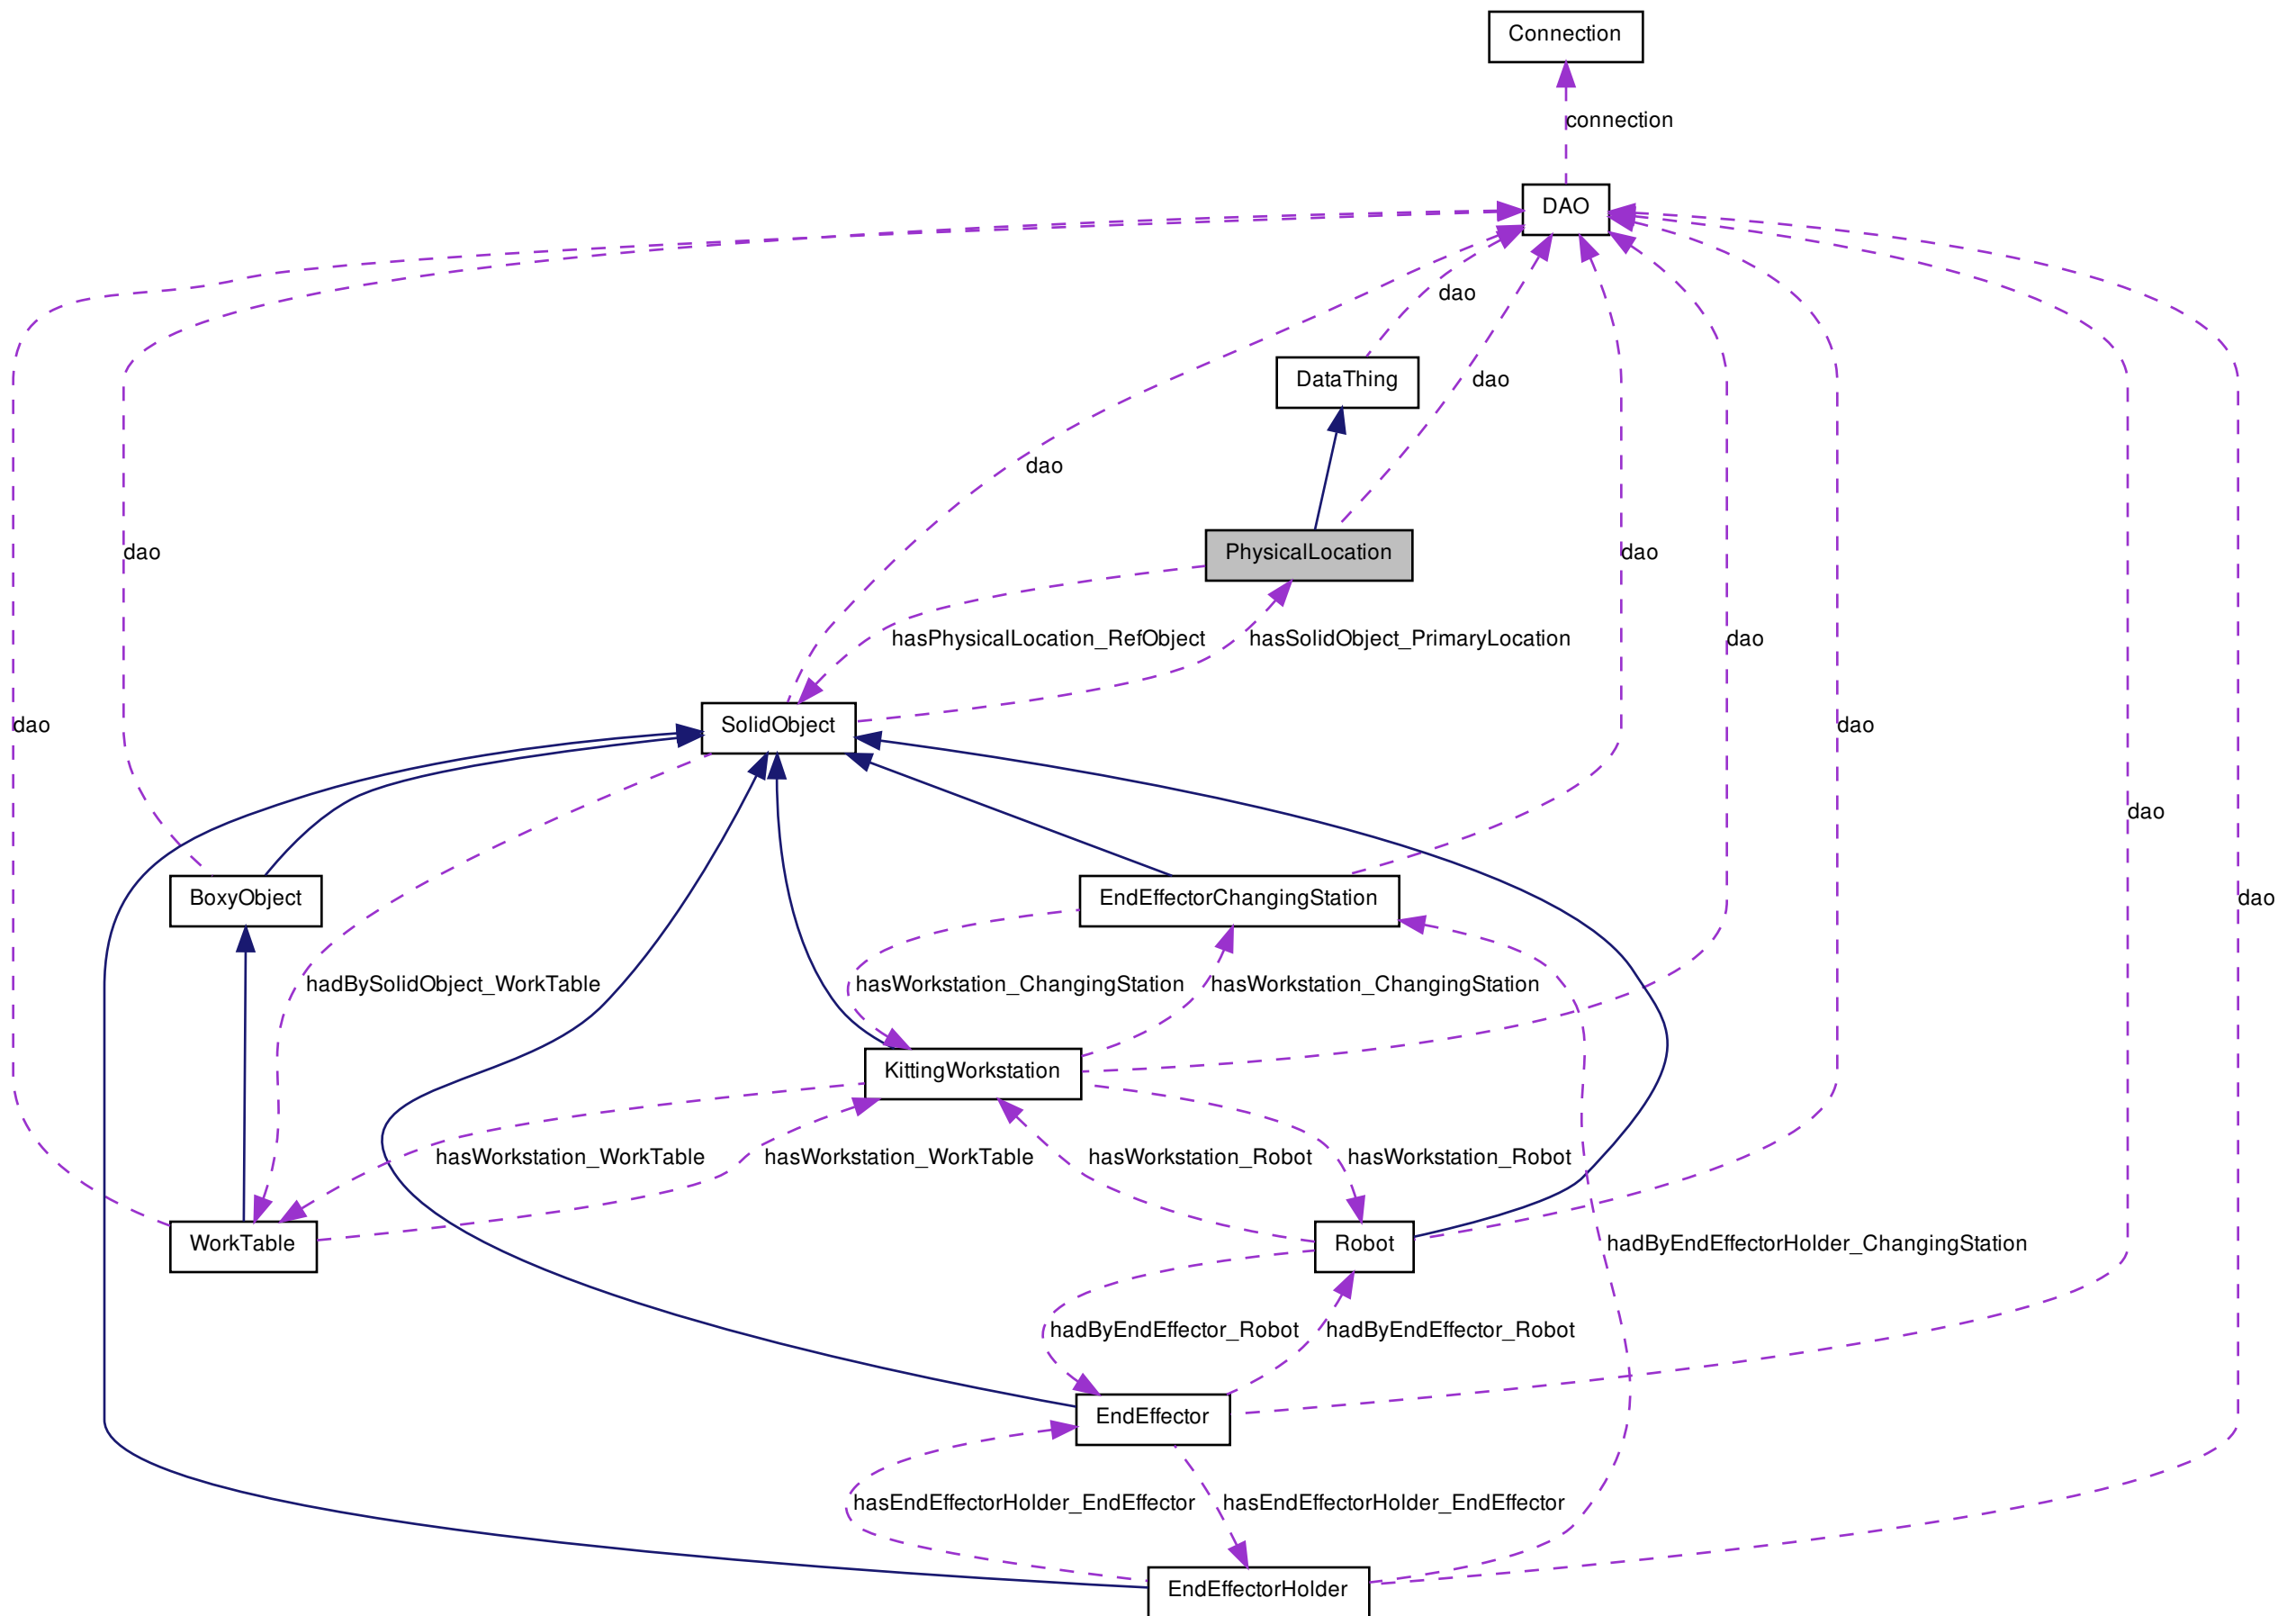 Connection
connection
DAO
dao
DataThing
dao
dao
dao
PhysicalLocation
dao
hasPhysicalLocation_RefObject
hasSolidObject_PrimaryLocation
dao
dao
SolidObject
dao
dao
BoxyObject
EndEffectorChangingStation
dao
hadBySolidObject_WorkTable
hasWorkstation_ChangingStation
hasWorkstation_ChangingStation
KittingWorkstation
hasWorkstation_WorkTable
hasWorkstation_WorkTable
hasWorkstation_Robot
hasWorkstation_Robot
WorkTable
Robot
hadByEndEffectorHolder_ChangingStation
hadByEndEffector_Robot
hadByEndEffector_Robot
EndEffector
hasEndEffectorHolder_EndEffector
hasEndEffectorHolder_EndEffector
EndEffectorHolder